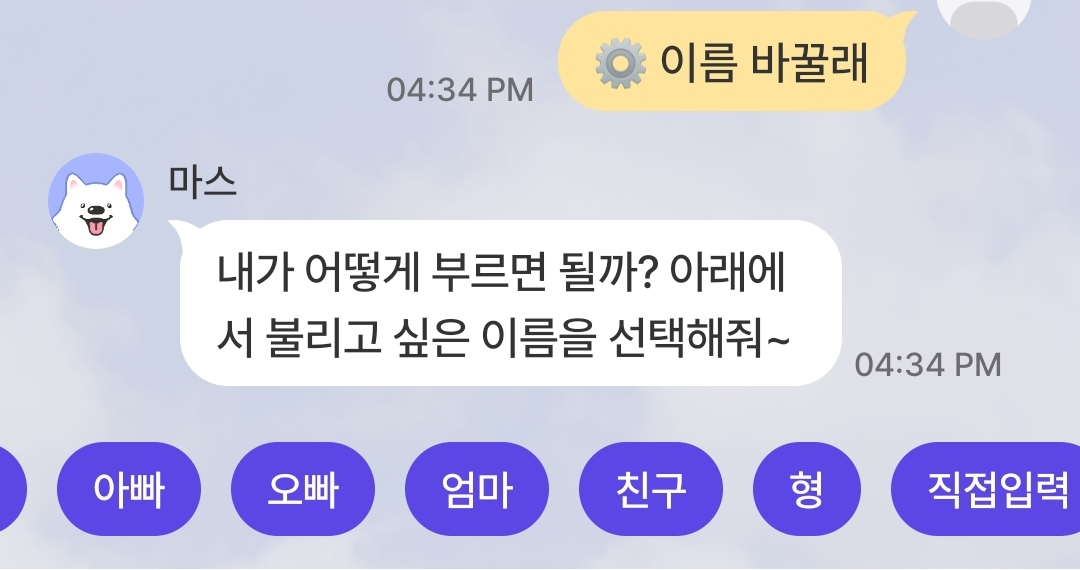 이름 바꿀래
04:34 PM
마스
내가 어떻게 부르면 될까? 아래에
서 불리고 싶은 이름을 선택해줘~
04:34 PM
아빠 오빠 엄마 친구 형 직접입력